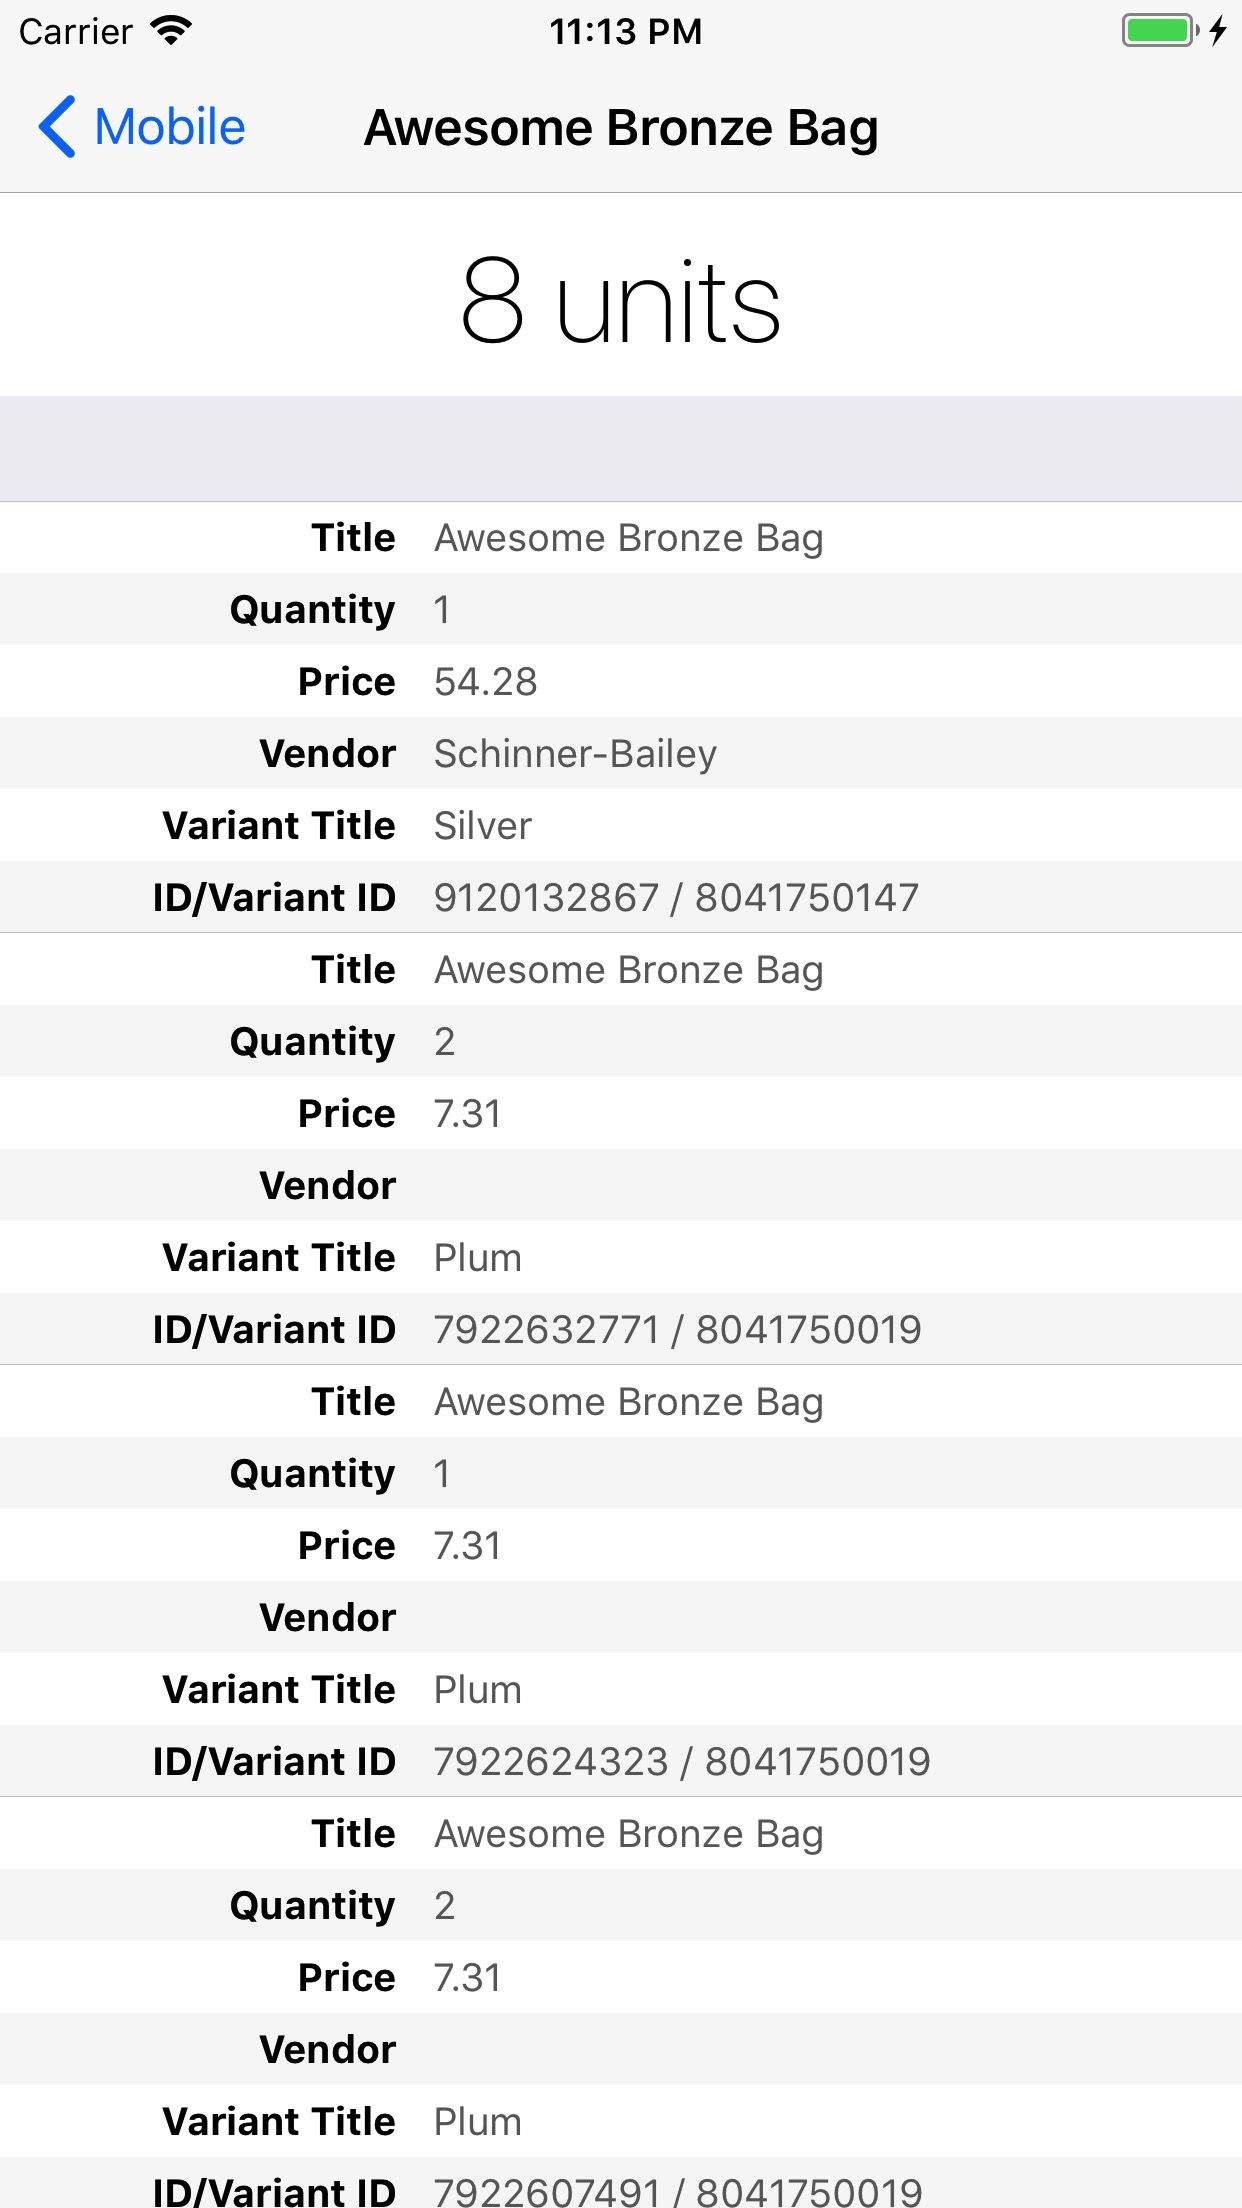 Carrier 11:13 PM
Mobile Awesome Bronze Bag
8 units
Title Awesome Bronze Bag
Quantity 1
Price 54.28
Vendor Schinner-Bailey
Variant Title Silver
ID/Variant ID 9120132867 / 8041750147
Title Awesome Bronze Bag
Quantity 2
Price 7.31
Vendor
Variant Title Plum
ID/Variant ID 7922632771 / 8041750019
Title Awesome Bronze Bag
Quantity 1
Price 7.31
Vendor
Variant Title Plum
ID/Variant ID 7922624323 / 8041750019
Title Awesome Bronze Bag
Quantity 2
Price 7.31
Vendor
Variant Title Plum
ID/Variant ID 7922607491 / 8041750019